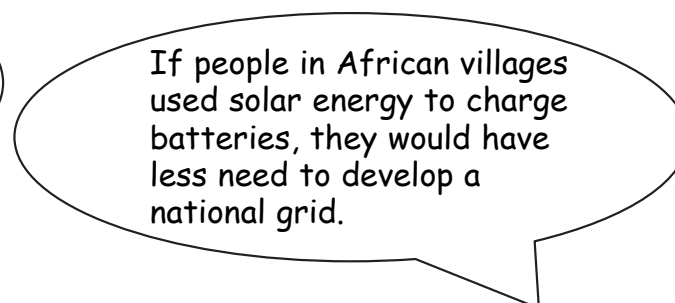 If people in African villages
used solar energy to charge
batteries, they would have
less need to develop a
national grid.